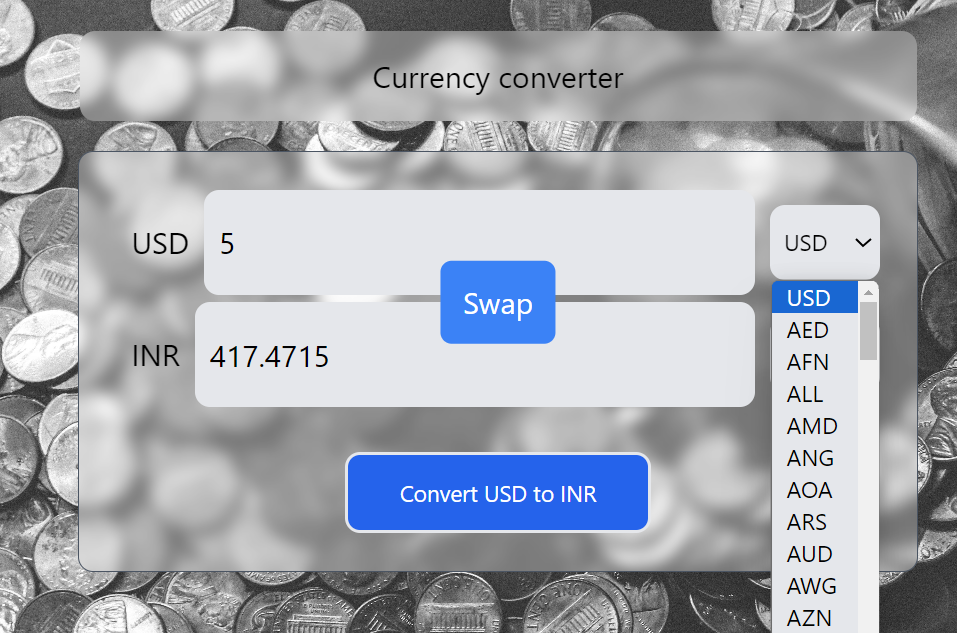 Currency converter
USD 5 USD
Swap
INR 417.4715
Convert USD to INR
USD
AED
AFN
ALL
AMD
ANG
AOA
ARS
AUD
AWG
AZN